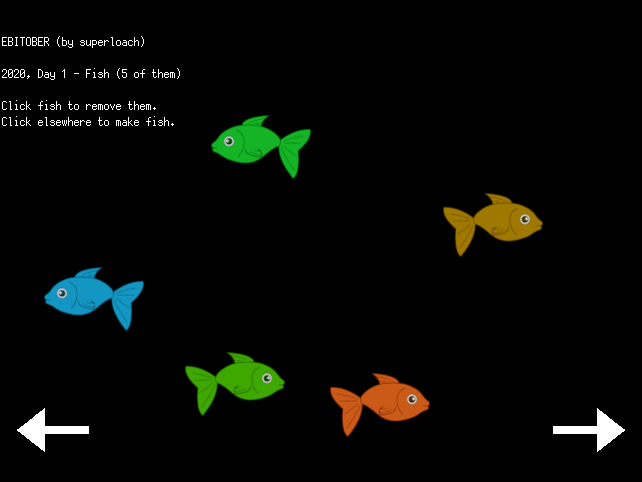 EBITOBER (by superloach)
2020, Day 1 - Fish (5 of them)
Click fish to remove them.
Click elsewhere to make fish.